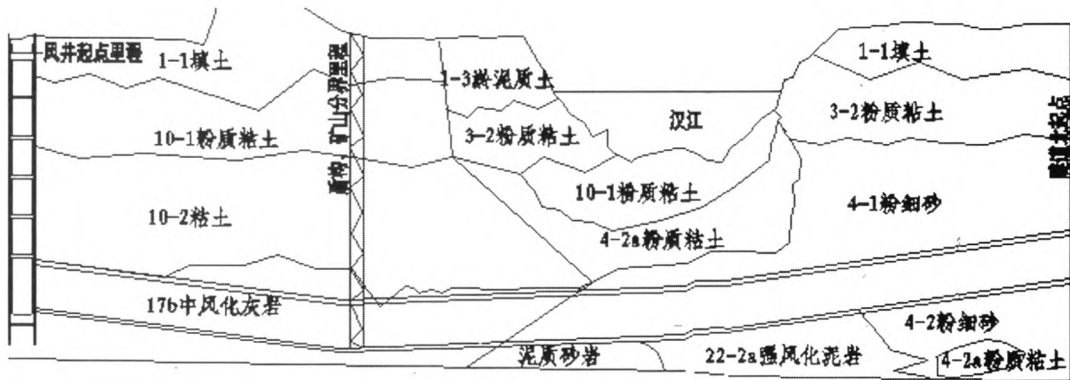 风井起点里程
1-1填土
10-1粉质粘土
10-2粘土
17b中风化灰岩
盾构、矿山分界里程
1-3淤泥质土
3-2粉质粘土
汉江
10-1粉质粘土
4-2a粉质粘土
泥质砂岩
22-2a强风化泥岩
1-1填土
3-2粉质粘土
4-1粉细砂
4-2粉细砂
4-2a粉质粘土